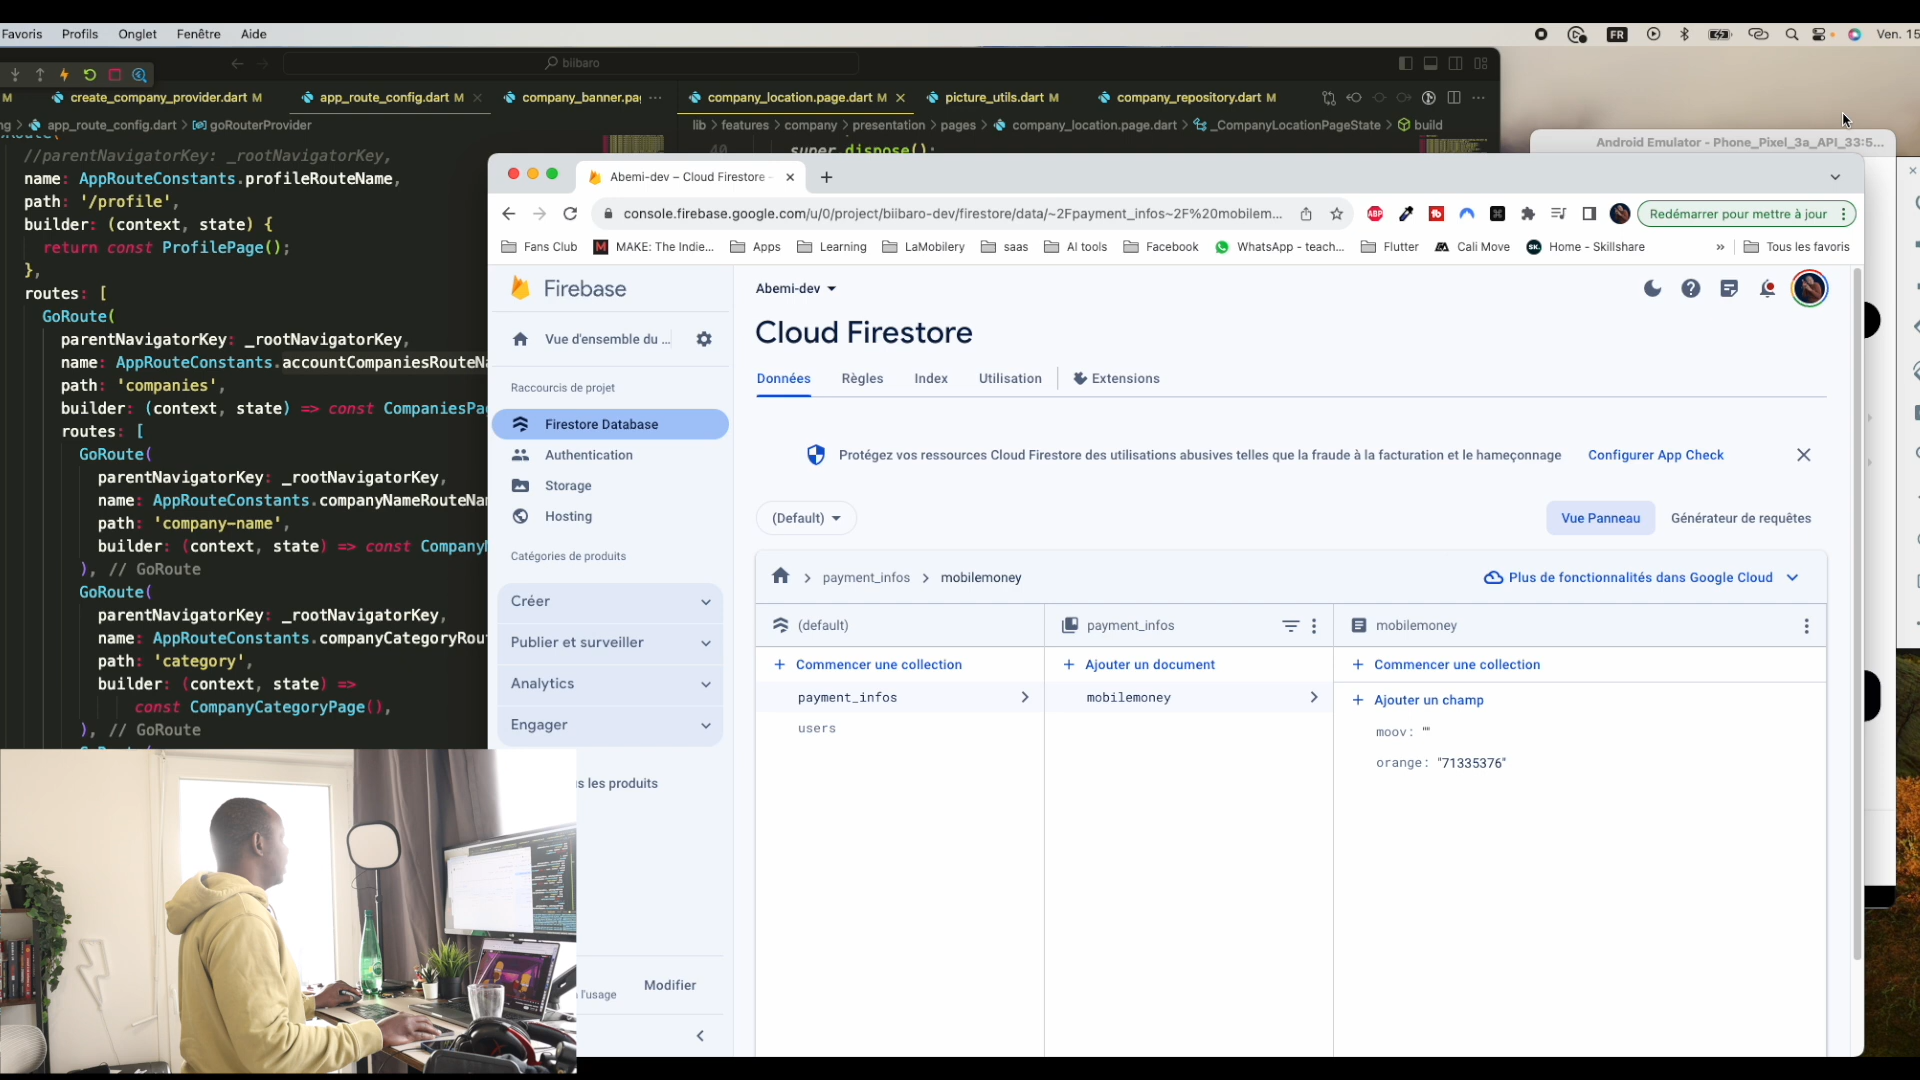 Favoris Profils Onglet Fenêtre Aide
FR
Ven. 15
biibaro
M create_company_provider.dart M app_route_config.dart M company_banner.pa ···
app_route_config.dart > goRouterProvider
//parentNavigatorKey: _rootNavigatorKey,
name: AppRouteConstants.profileRouteName,
path: '/profile',
builder: (context, state) {
return const ProfilePage();
},
routes: [
GoRoute(
parentNavigatorKey: _rootNavigatorKey,
name: AppRouteConstants.accountCompaniesRouteNa
path: 'companies',
builder: (context, state) => const CompaniesPa
routes: [
GoRoute(
parentNavigatorKey: _rootNavigatorKey,
name: AppRouteConstants.companyNameRouteNa
path: 'company-name',
builder: (context, state) => const Company
), // GoRoute
GoRoute(
parentNavigatorKey: _rootNavigatorKey,
name: AppRouteConstants.companyCategoryRou
path: 'category',
builder: (context, state) =>
const CompanyCategoryPage(),
), // GoRoute
company_location.page.dart M picture_utils.dart M company_repository.dart M
lib > features > company > presentation > pages > company_location.page.dart > _CompanyLocationPageState > build
40 super.dispose();
Android Emulator - Phone_Pixel_3a_API_33:5...
Abemi-dev – Cloud Firestore -
console.firebase.google.com/u/0/project/biibaro-dev/firestore/data/~2Fpayment_infos~2F%20mobilem...
ABP
Redémarrer pour mettre à jour
Fans Club MAKE: The Indie... Apps Learning LaMobilery saas AI tools Facebook WhatsApp - teach... Flutter Cali Move Home - Skillshare » Tous les favoris
Firebase
Vue d'ensemble du ...
Raccourcis de projet
Firestore Database
Authentication
Storage
Hosting
Catégories de produits
Créer
Publier et surveiller
Analytics
Engager
s les produits
Modifier
l'usage
Abemi-dev
Cloud Firestore
Données Règles Index Utilisation Extensions
Protégez vos ressources Cloud Firestore des utilisations abusives telles que la fraude à la facturation et le hameçonnage Configurer App Check
(Default) Vue Panneau Générateur de requêtes
payment_infos > mobilemoney Plus de fonctionnalités dans Google Cloud
(default)
+ Commencer une collection
payment_infos
users
payment_infos
+ Ajouter un document
mobilemoney
mobilemoney
+ Commencer une collection
+ Ajouter un champ
moov: ""
orange: "71335376"